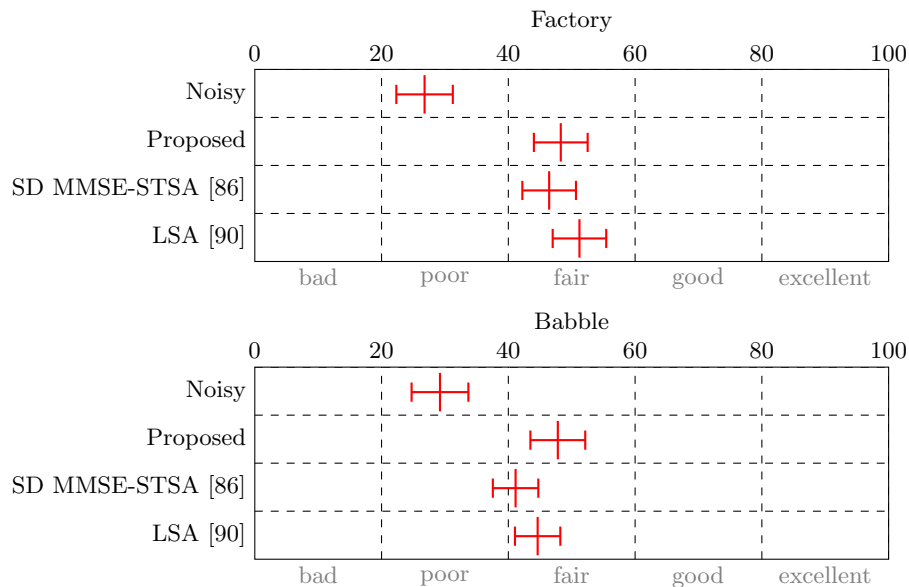 Factory
0 20 40 60 80 100
Noisy
Proposed
SD MMSE-STSA [86]
LSA [90]
bad poor fair good excellent
Babble
0 20 40 60 80 100
Noisy
Proposed
SD MMSE-STSA [86]
LSA [90]
bad poor fair good excellent